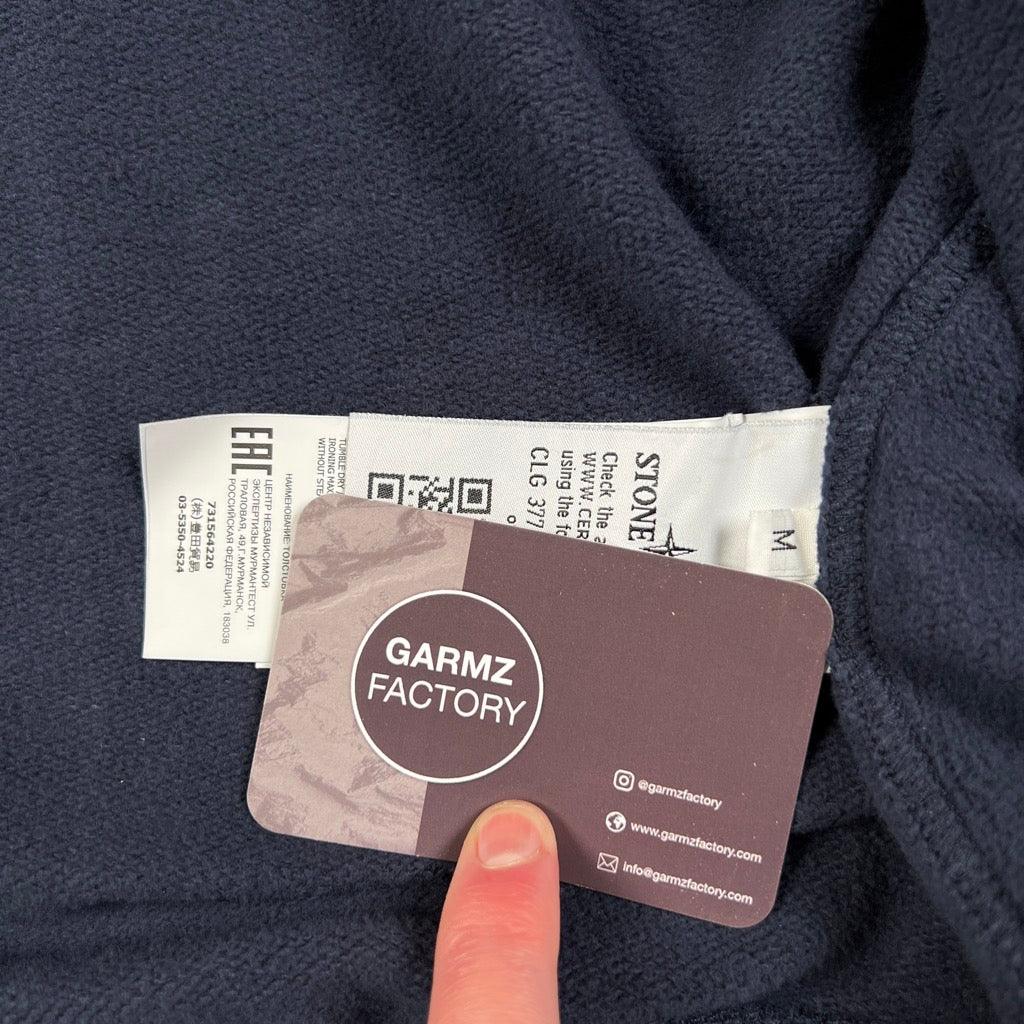 GARMZ
FACTORY
@garmzfactory
www.garmzfactory.com
info@garmzfactory.com
STONE
Check the
WWW.CER
using the fo
CLG 377
M
TUMBLE DRY
IRONING MAX
WITHOUT STE
EAC
НАИМЕНОВАНИЕ: ТОЛСТОВКА
ЦЕНТР НЕЗАВИСИМОЙ
ЭКСПЕРТИЗЫ МУРМАНТЕСТ УЛ.
ТРАЛОВАЯ, 49,Г.МУРМАНСК,
РОССИЙСКАЯ ФЕДЕРАЦИЯ, 183038
731564220
(株) 豊田貿易
03-5350-4524